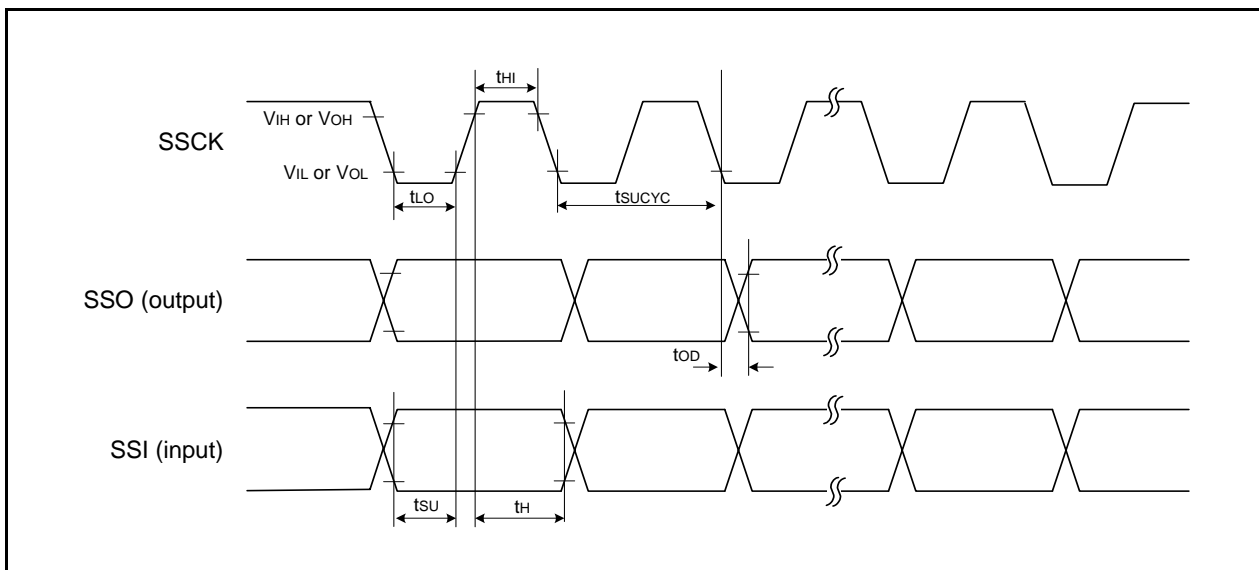 tHI
VIH or VOH
SSCK
VIL or VOL
tLO
tSUCYC
SSO (output)
tOD
SSI (input)
tSU
tH